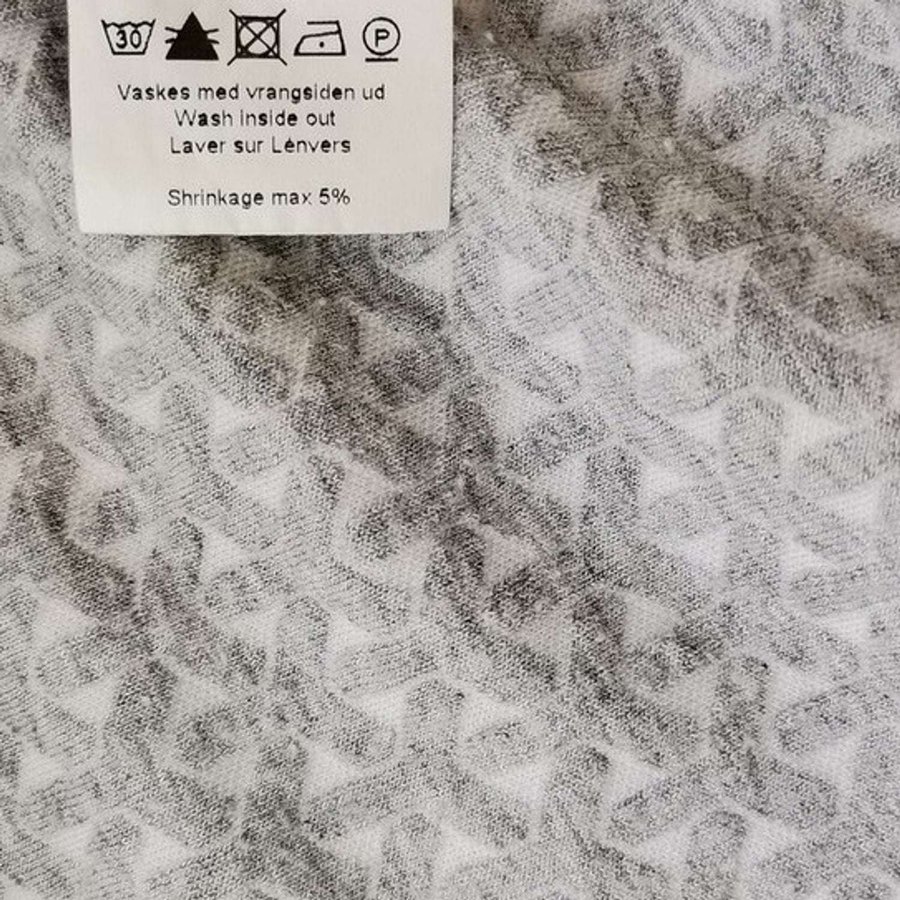 30 P
Vaskes med vrangsiden ud
Wash inside out
Laver sur Lénvers
Shrinkage max 5%